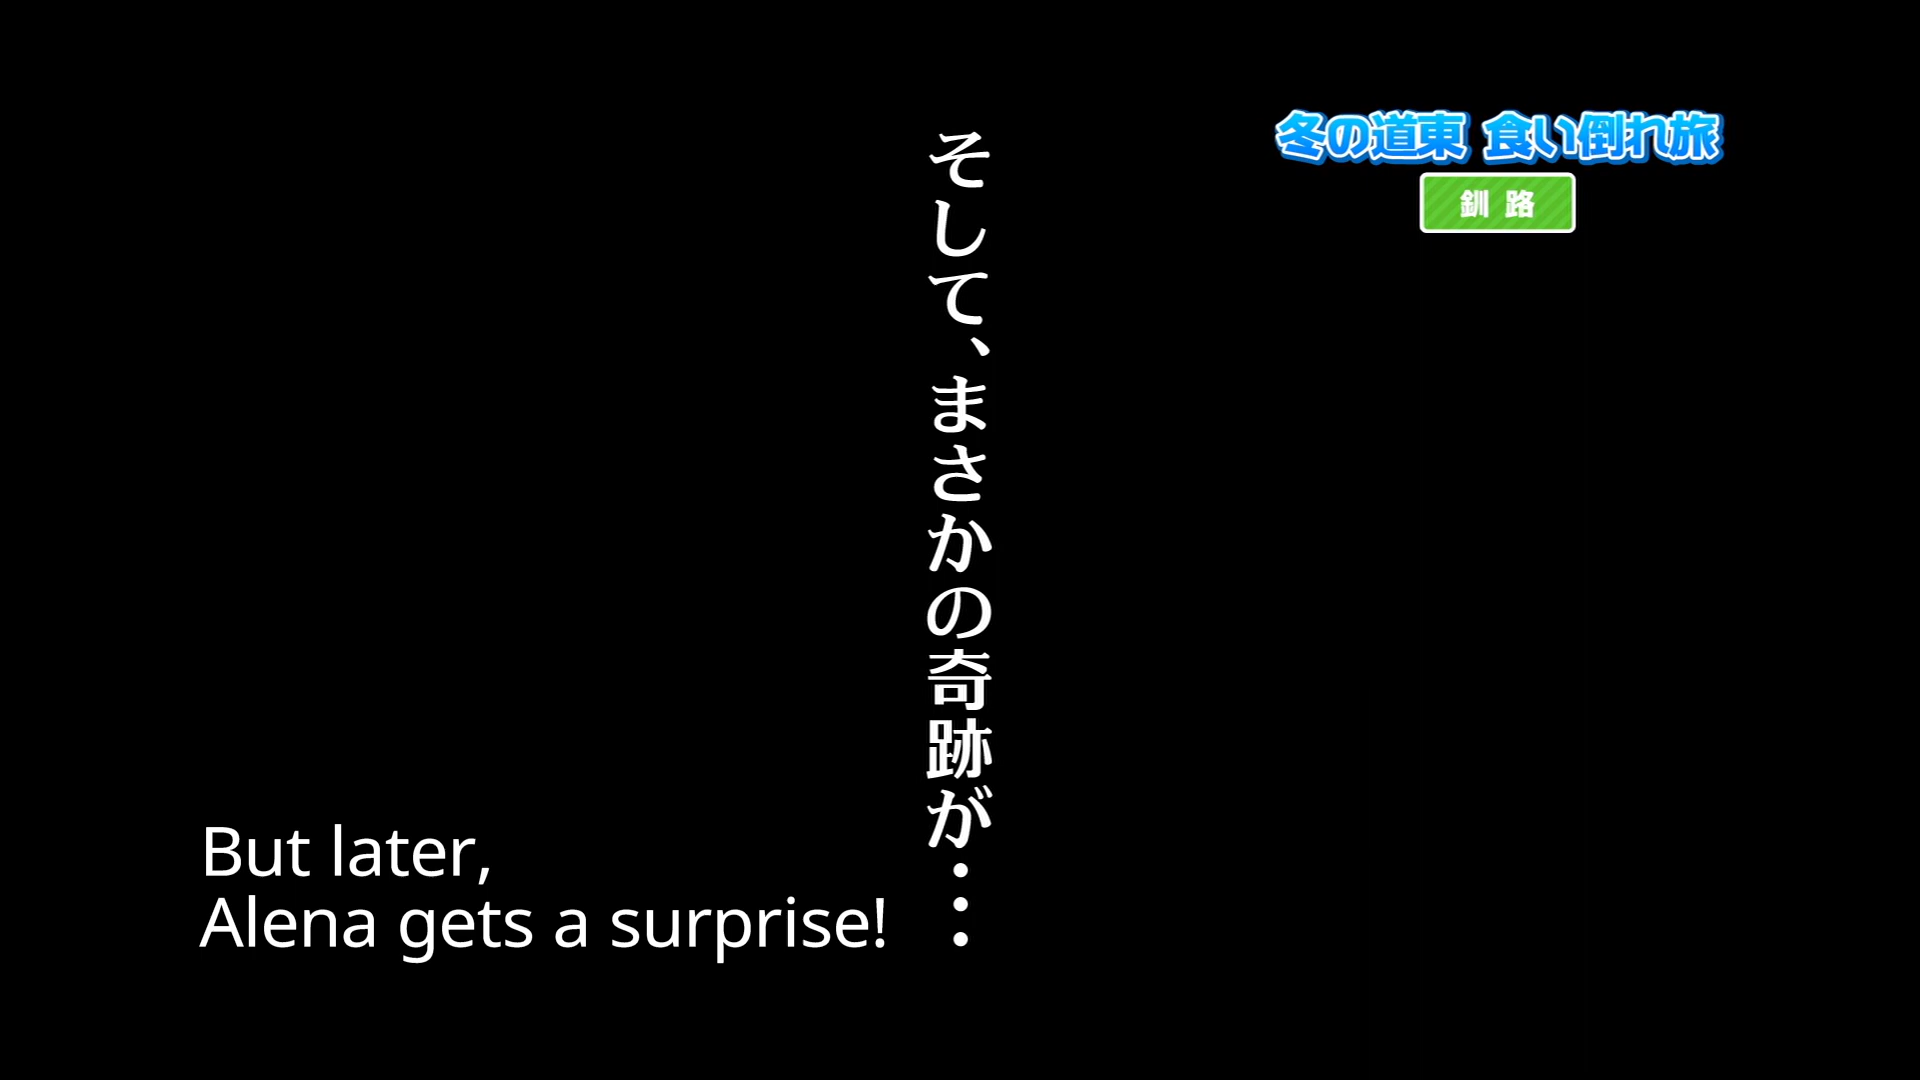 冬の道東 食い倒れ旅
釧路
そして、まさかの奇跡が…
But later,
Alena gets a surprise!